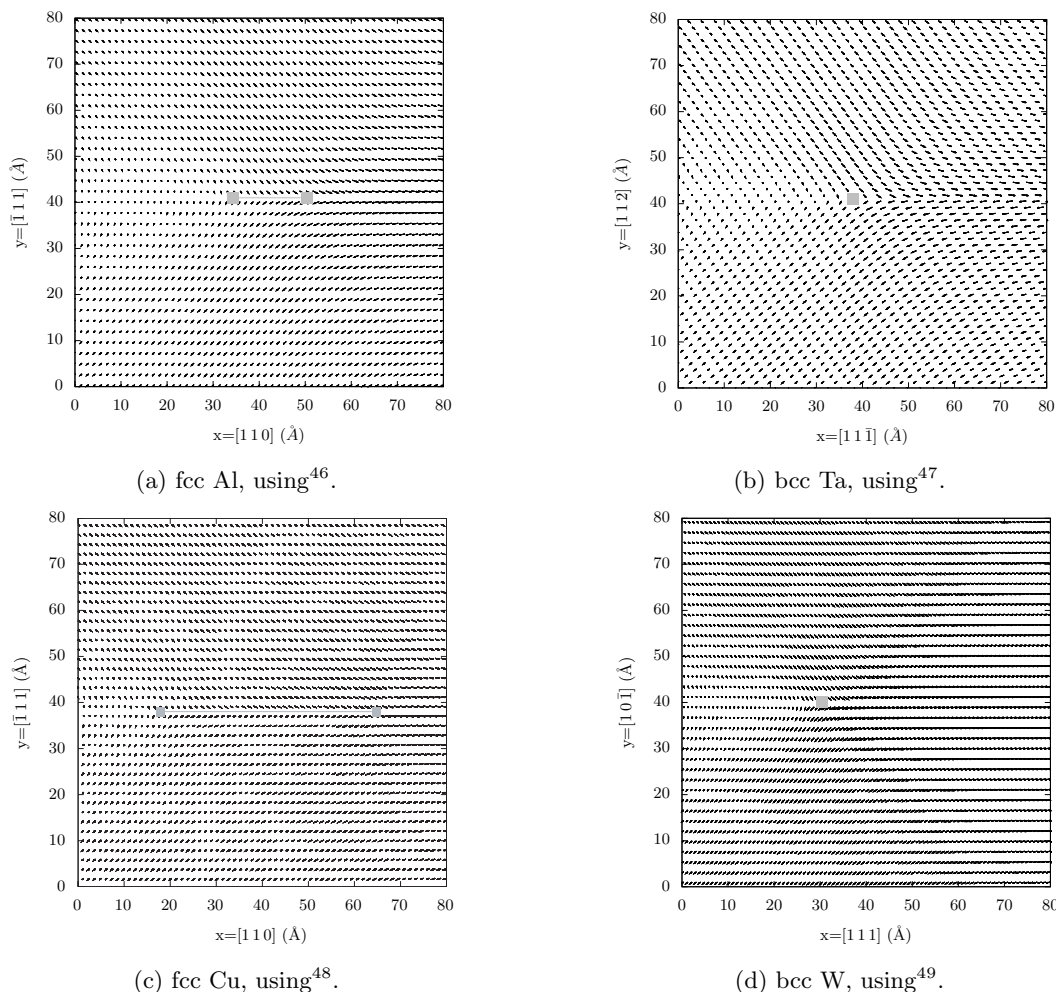 80
70
60
50
40
30
20
10
0
y=[1̄ 1 1] (Å)
0 10 20 30 40 50 60 70 80
x=[1 1 0] (Å)
(a) fcc Al, using⁴⁶.
80
70
60
50
40
30
20
10
0
y=[1 1 2] (Å)
0 10 20 30 40 50 60 70 80
x=[1 1 1̄] (Å)
(b) bcc Ta, using⁴⁷.
80
70
60
50
40
30
20
10
0
y=[1̄ 1 1] (Å)
0 10 20 30 40 50 60 70 80
x=[1 1 0] (Å)
(c) fcc Cu, using⁴⁸.
80
70
60
50
40
30
20
10
0
y=[1 0 1̄] (Å)
0 10 20 30 40 50 60 70 80
x=[1 1 1] (Å)
(d) bcc W, using⁴⁹.